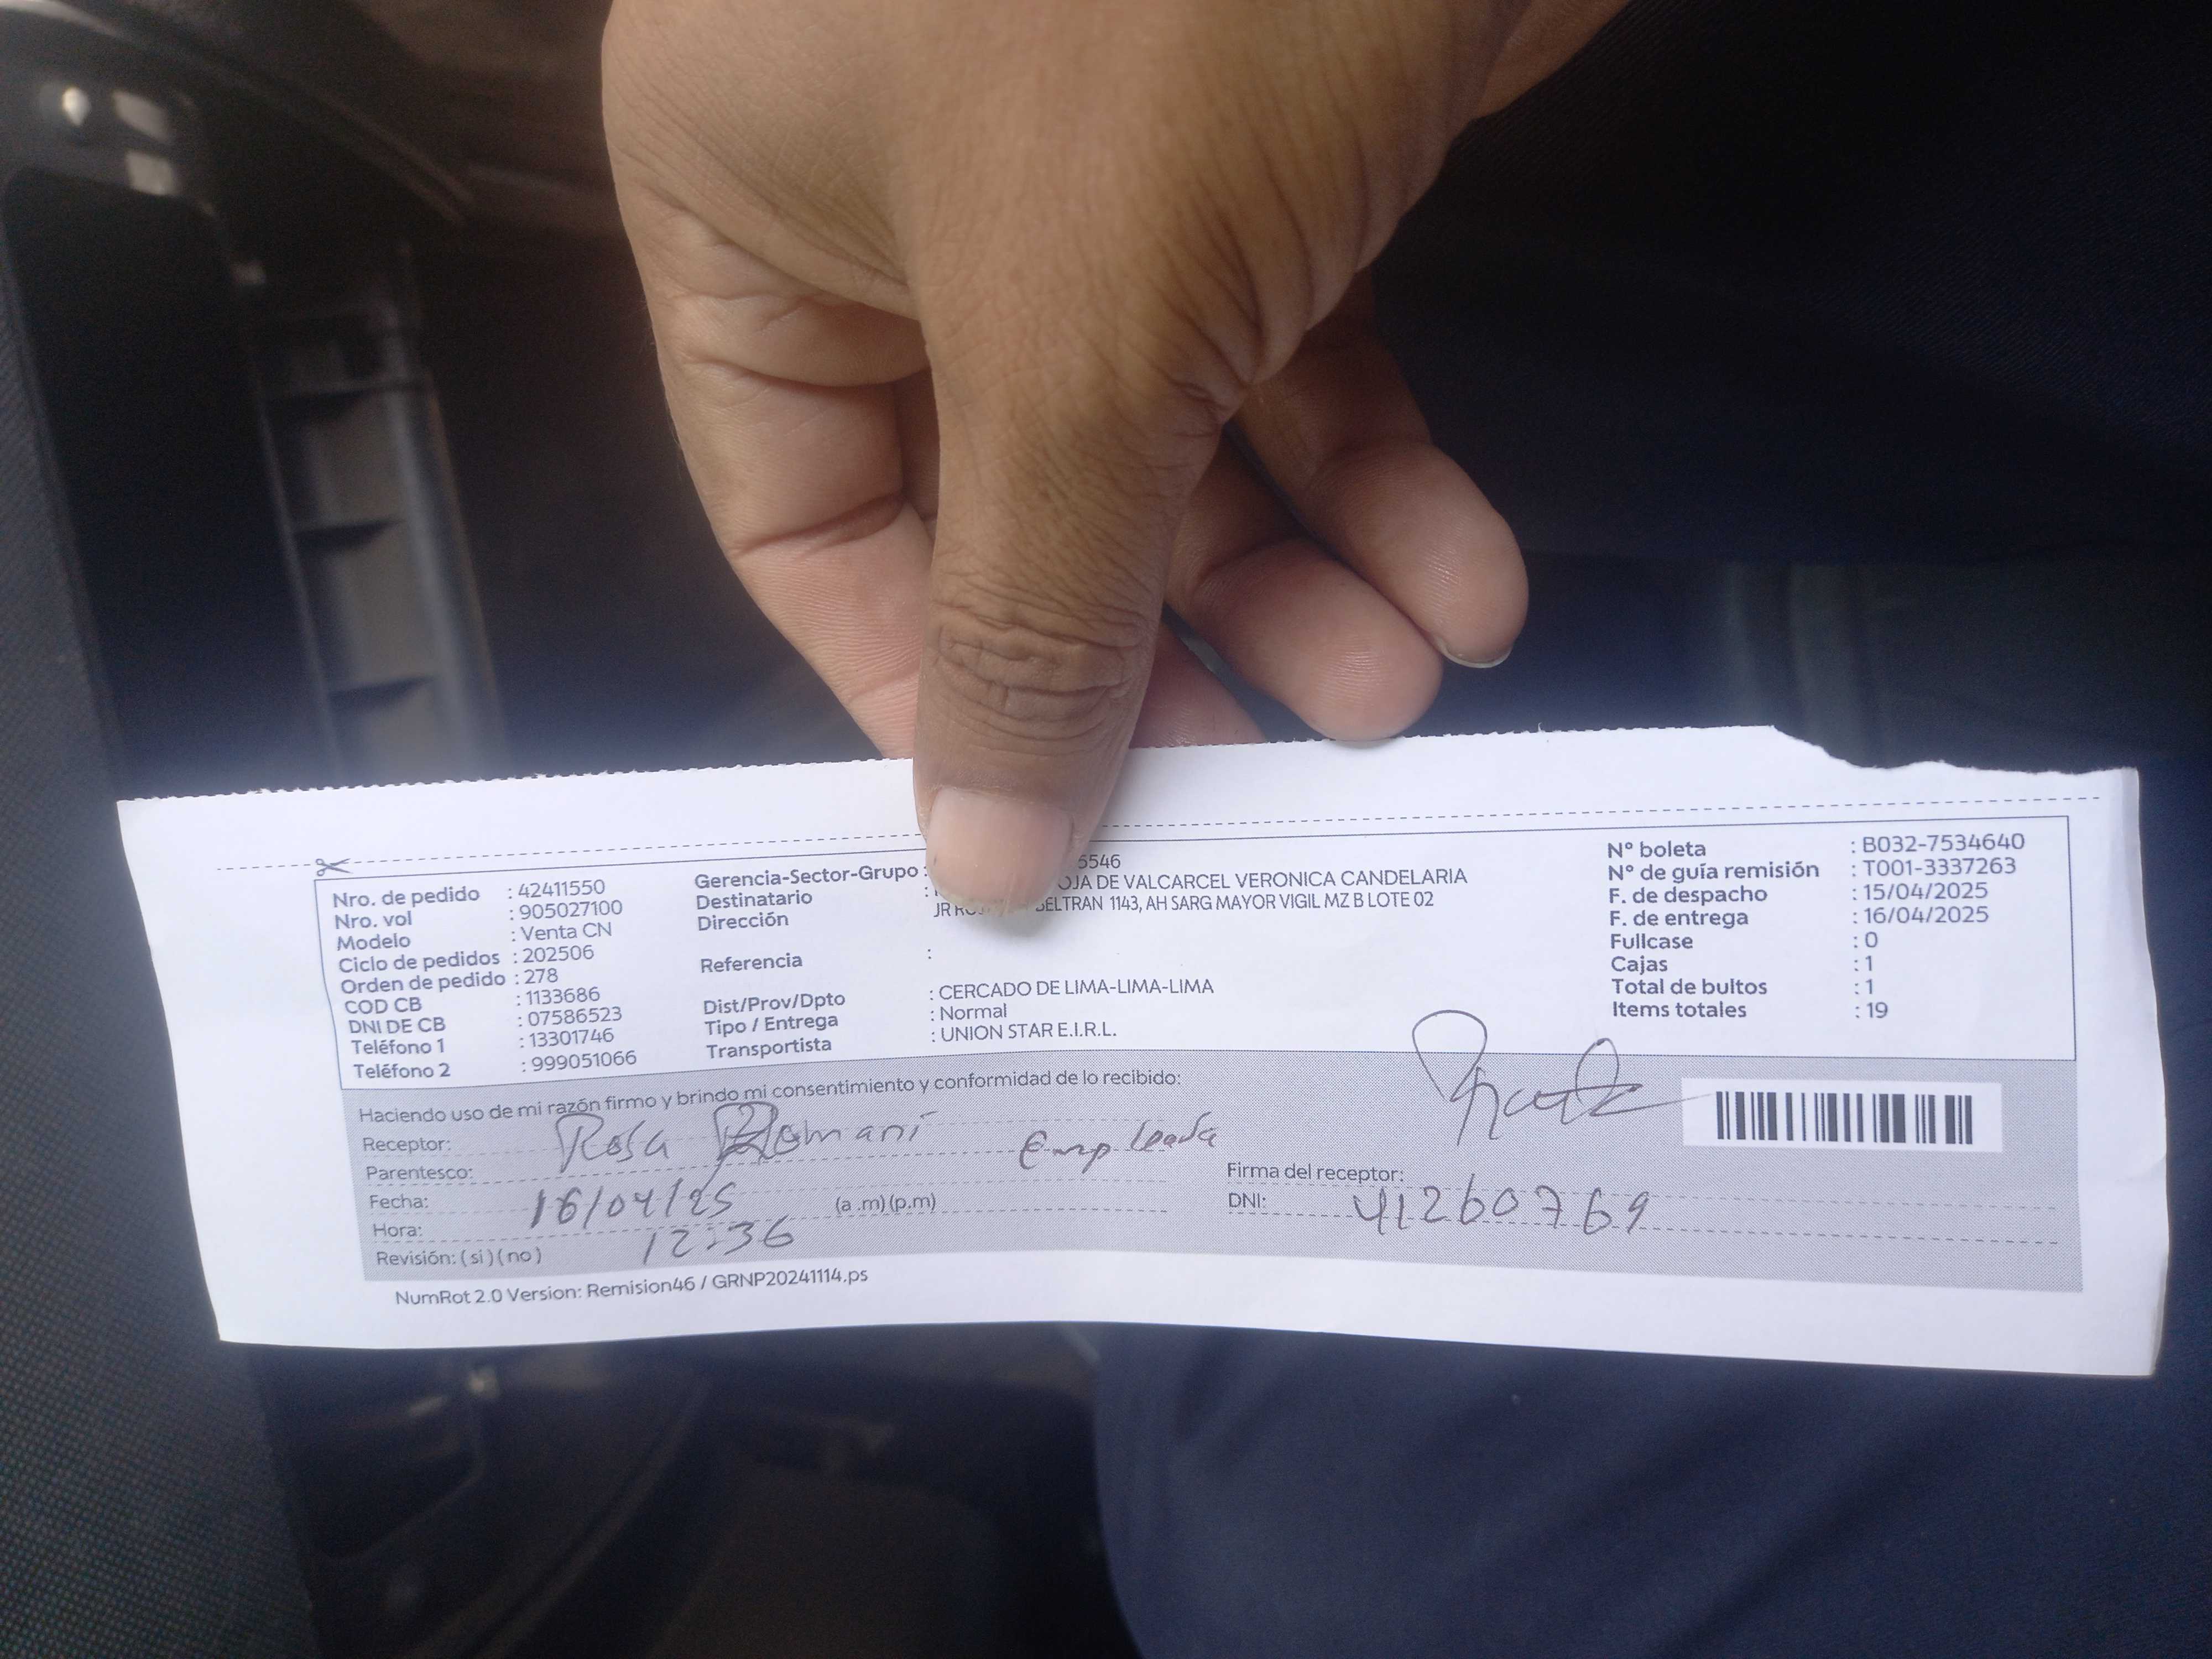 Nro. de pedido : 42411550
Nro. vol : 905027100
Modelo : Venta CN
Ciclo de pedidos : 202506
Orden de pedido : 278
COD CB : 1133686
DNI DE CB : 07586523
Teléfono 1 : 13301746
Teléfono 2 : 999051066
Gerencia-Sector-Grupo : 5546
Destinatario : OJA DE VALCARCEL VERONICA CANDELARIA
Dirección JR BELTRAN 1143, AH SARG MAYOR VIGIL MZ B LOTE 02
Referencia :
Dist/Prov/Dpto : CERCADO DE LIMA-LIMA-LIMA
Tipo / Entrega : Normal
Transportista : UNION STAR E.I.R.L.
N° boleta : B032-7534640
N° de guía remisión : T001-3337263
F. de despacho : 15/04/2025
F. de entrega : 16/04/2025
Fullcase : 0
Cajas : 1
Total de bultos : 1
Items totales : 19
Haciendo uso de mi razón firmo y brindo mi consentimiento y conformidad de lo recibido:
Receptor: Rosa Romani
Parentesco: Empleada
Fecha: 16/04/25 (a .m) (p.m)
Hora: 12:36
Revisión: ( si ) ( no )
Firma del receptor:
DNI: 41260769
NumRot 2.0 Version: Remision46 / GRNP20241114.ps